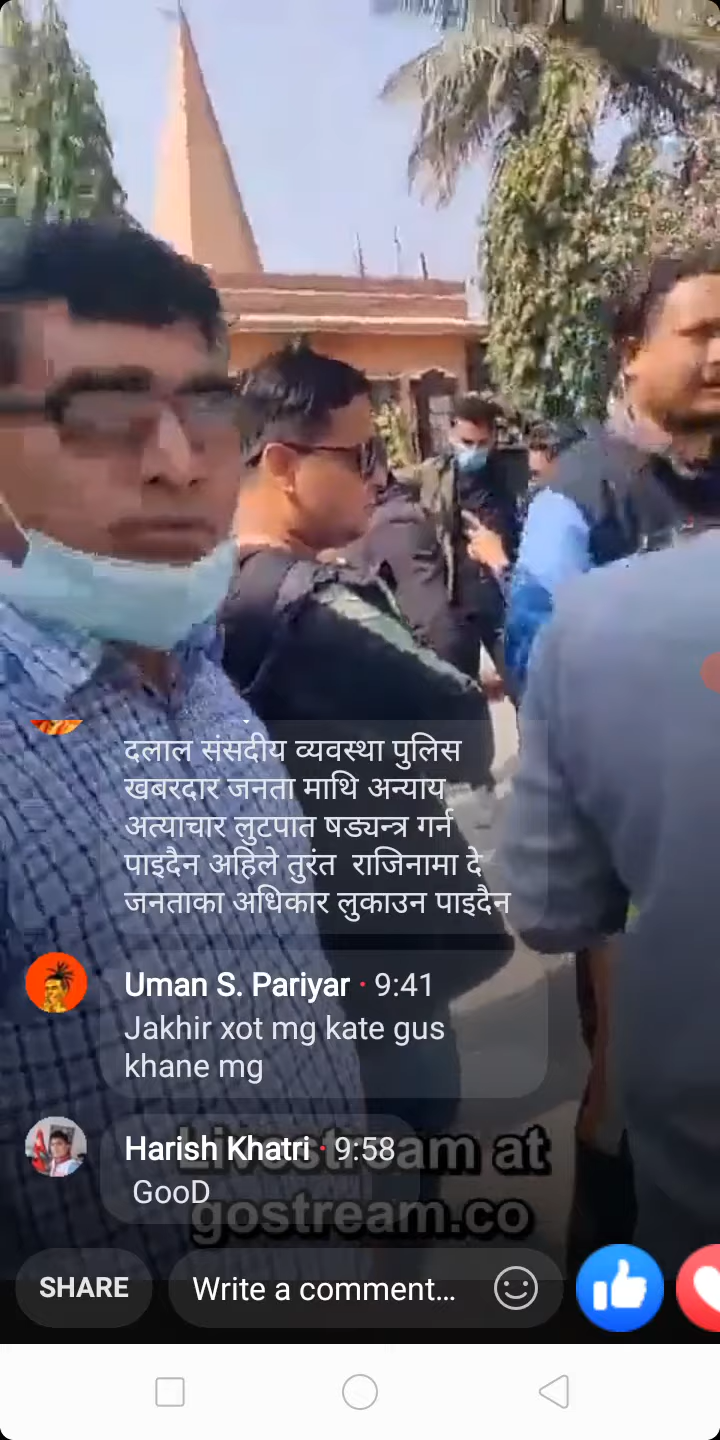 दलाल संसदीय व्यवस्था पुलिस
खबरदार जनता माथि अन्याय
अत्याचार लुटपात षड्यन्त्र गर्न
पाइदैन अहिले तुरंत राजिनामा दे
जनताका अधिकार लुकाउन पाइदैन
Uman S. Pariyar · 9:41
Jakhir xot mg kate gus
khane mg
Harish Khatri · 9:58
GooD
Livestream at
gostream.co
SHARE
Write a comment...